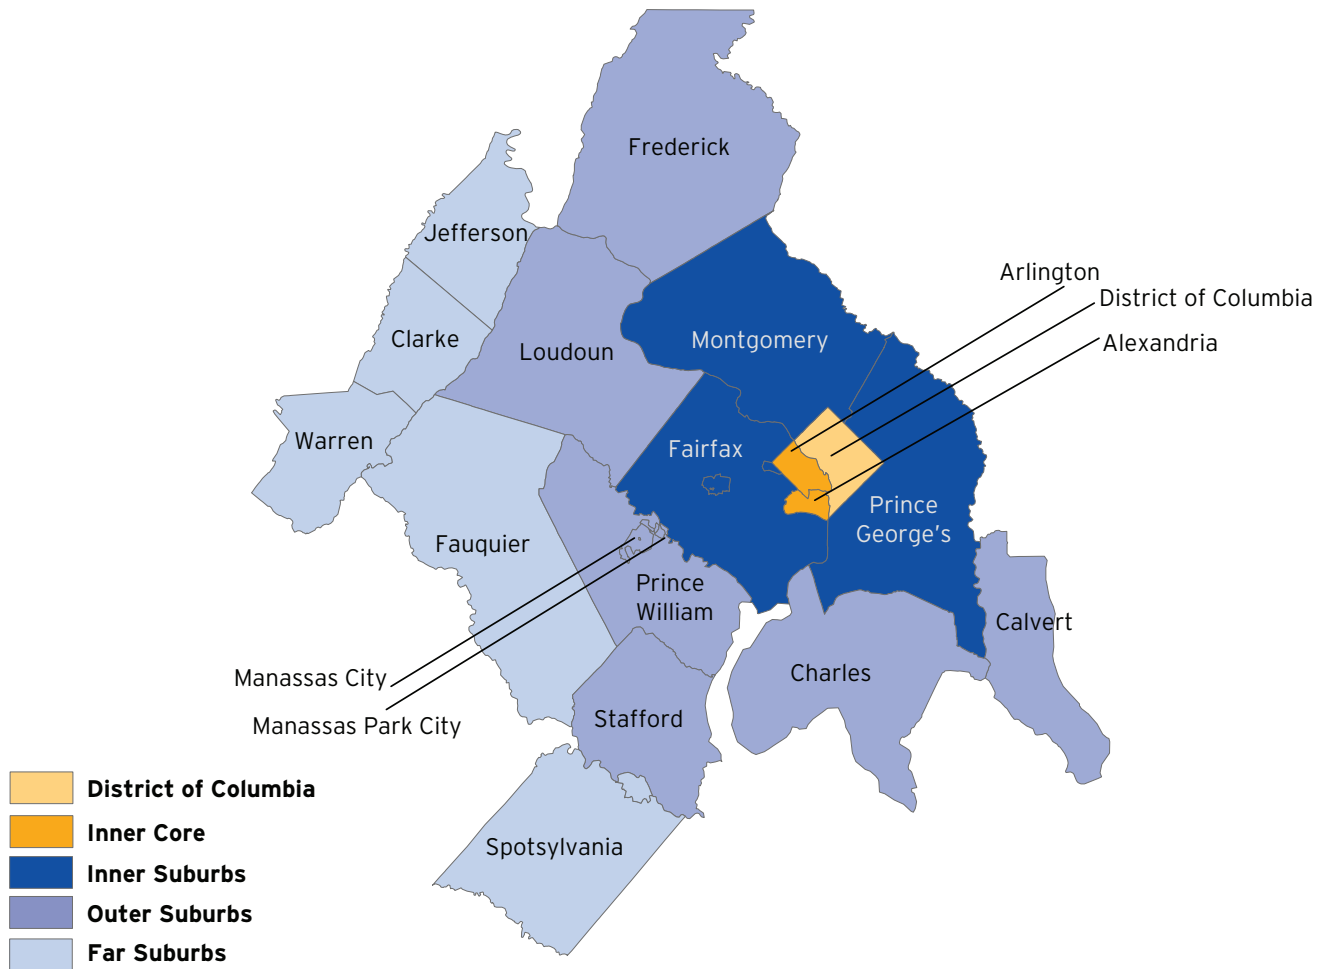 Frederick
Jefferson
Arlington
District of Columbia
Clarke
Loudoun
Montgomery
Alexandria
Warren
Fairfax
Prince
George's
Fauquier
Prince
William
Calvert
Manassas City
Charles
Manassas Park City
Stafford
Spotsylvania
District of Columbia
Inner Core
Inner Suburbs
Outer Suburbs
Far Suburbs